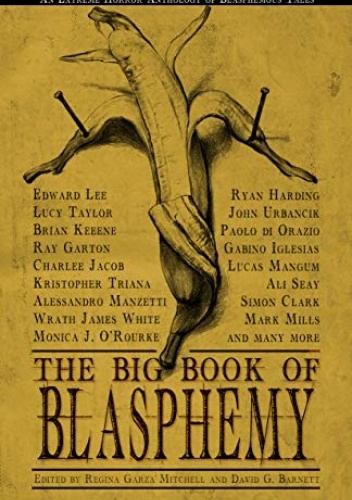 AN EXTREME HORROR ANTHOLOGY OF BLASPHEMOUS TALES
EDWARD LEE
LUCY TAYLOR
BRIAN KEEENE
RAY GARTON
CHARLEE JACOB
KRISTOPHER TRIANA
ALESSANDRO MANZETTI
WRATH JAMES WHITE
MONICA J. O'ROURKE
RYAN HARDING
JOHN URBANCIK
PAOLO DI ORAZIO
GABINO IGLESIAS
LUCAS MANGUM
ALI SEAY
SIMON CLARK
MARK MILLS
AND MANY MORE
THE BIG BOOK OF
BLASPHEMY
EDITED BY REGINA GARZA MITCHELL AND DAVID G. BARNETT